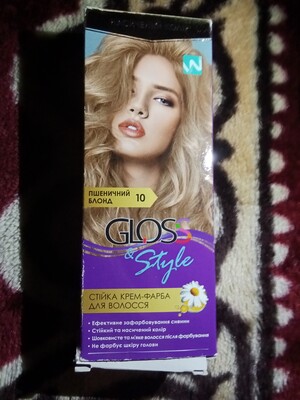 ПШЕНИЧНИЙ
БЛОНД 10
GLOSS
& Style
СТІЙКА КРЕМ-ФАРБА
ДЛЯ ВОЛОССЯ
• Ефективне зафарбовування сивини
• Стійкий та насичений колір
• Шовковисте та м'яке волосся після фарбування
• Не фарбує шкіру голови